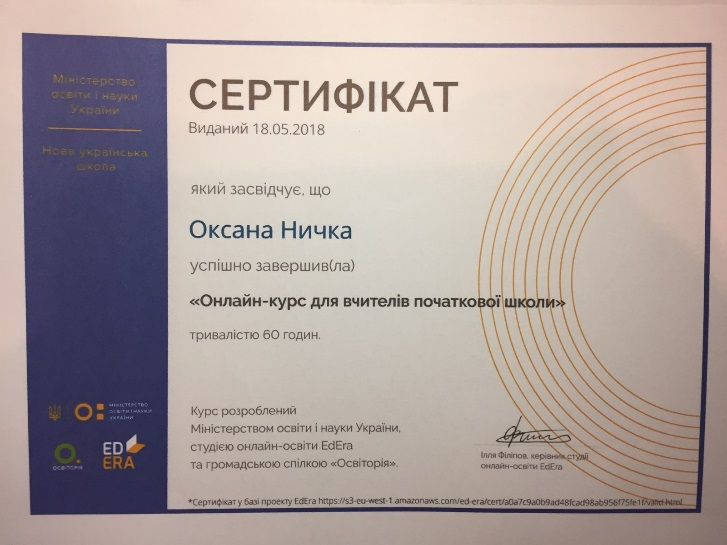 Міністерство
освіти і науки
України
Нова українська
школа
СЕРТИФІКАТ
Виданий 18.05.2018
який засвідчує, що
Оксана Ничка
успішно завершив(ла)
«Онлайн-курс для вчителів початкової школи»
тривалістю 60 годин.
Курс розроблений
Міністерством освіти і науки України,
студією онлайн-освіти EdEra
та громадською спілкою «Освіторія».
МІНІСТЕРСТВО
ОСВІТИ І НАУКИ
УКРАЇНИ
ОСВІТОРІЯ
ED
ERA
Ілля Філіпов, керівник студії
онлайн-освіти EdEra
*Сертифікат у базі проекту EdEra https://s3-eu-west-1.amazonaws.com/ed-era/cert/a0a7c9a0b9ad48fcad98ab956f75fe1f/valid.html